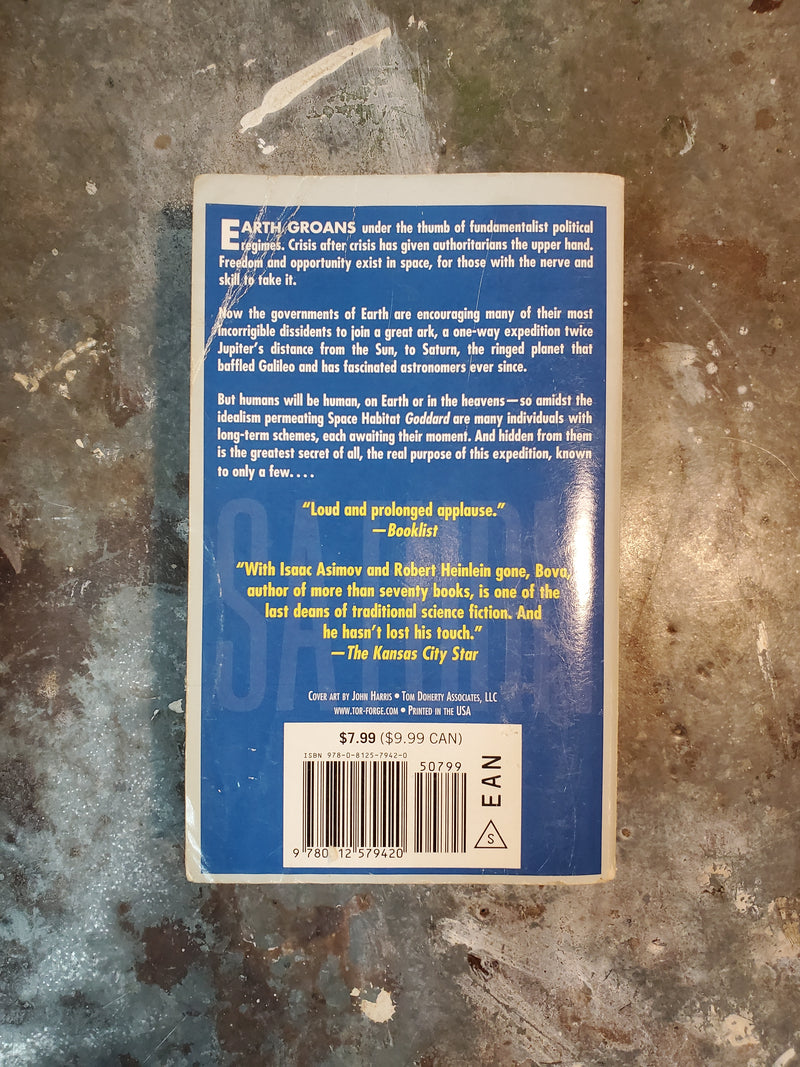 EARTH GROANS under the thumb of fundamentalist political
regimes. Crisis after crisis has given authoritarians the upper hand.
Freedom and opportunity exist in space, for those with the nerve and
skill to take it.
Now the governments of Earth are encouraging many of their most
incorrigible dissidents to join a great ark, a one-way expedition twice
Jupiter's distance from the Sun, to Saturn, the ringed planet that
baffled Galileo and has fascinated astronomers ever since.
But humans will be human, on Earth or in the heavens—so amidst the
idealism permeating Space Habitat Goddard are many individuals with
long-term schemes, each awaiting their moment. And hidden from them
is the greatest secret of all, the real purpose of this expedition, known
to only a few....
SATURN
"Loud and prolonged applause."
—Booklist
"With Isaac Asimov and Robert Heinlein gone, Bova,
author of more than seventy books, is one of the
last deans of traditional science fiction. And
he hasn't lost his touch."
—The Kansas City Star
COVER ART BY JOHN HARRIS • TOM DOHERTY ASSOCIATES, LLC
WWW.TOR-FORGE.COM • PRINTED IN THE USA
$7.99 ($9.99 CAN)
ISBN 978-0-8125-7942-0
50799
EAN
S
9 780812 579420